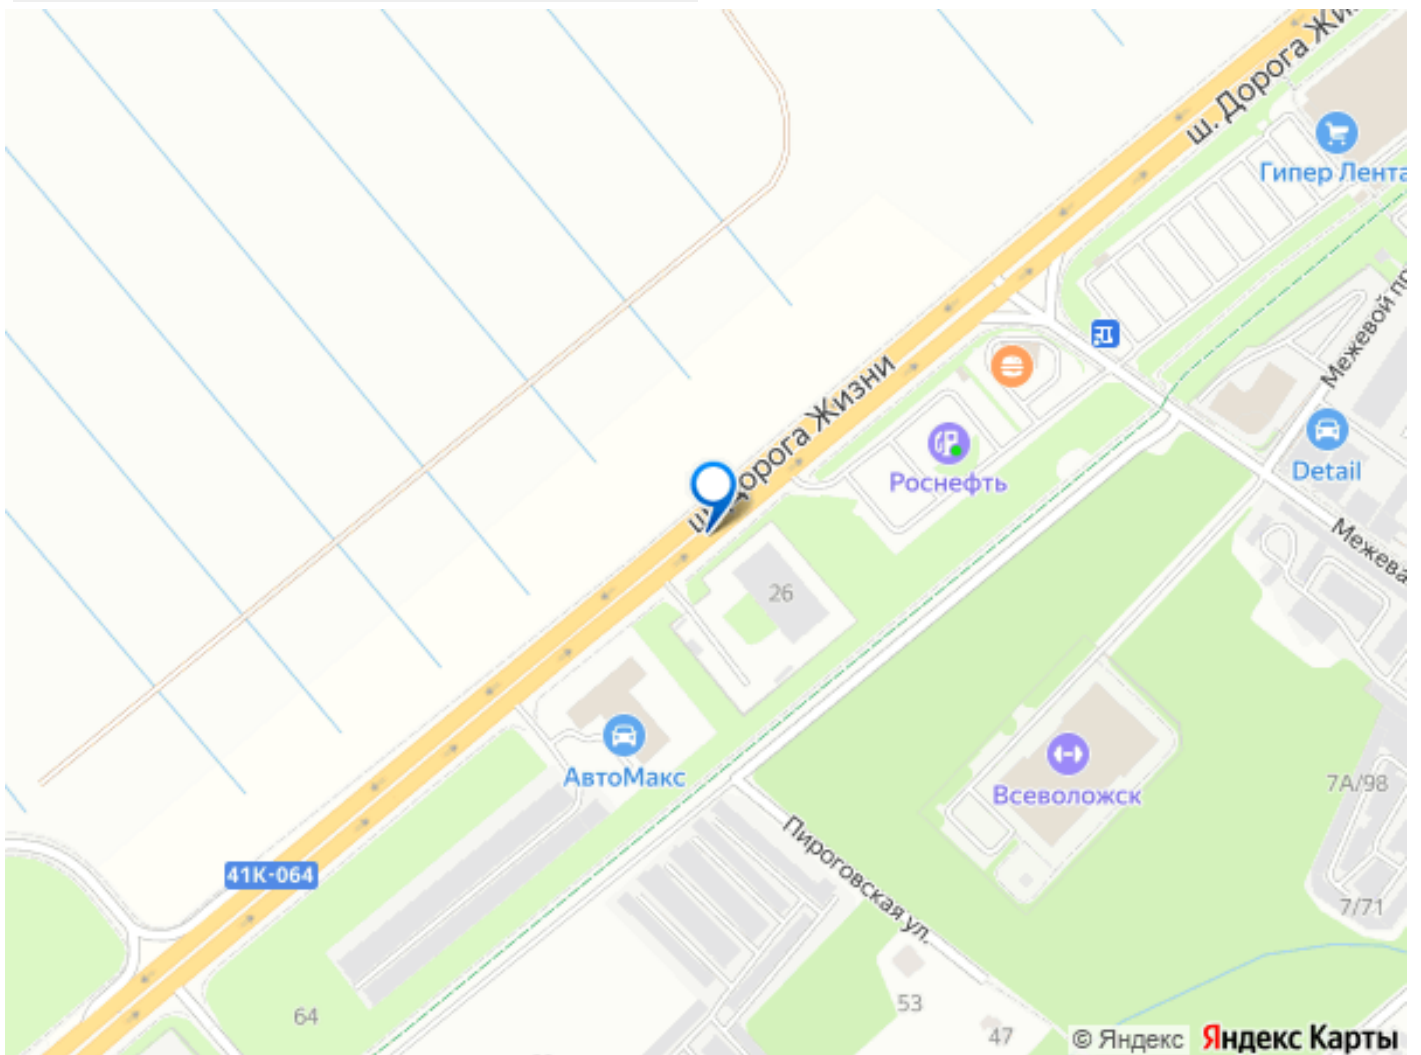 ш. Дорога Жи
Гипер Лента
Межевой пр
ш. Дорога Жизни
Роснефть
Detail
Межева
26
АвтоМакс
Всеволожск
7А/98
Пироговская ул.
41К-064
7/71
64
53
47
© Яндекс Яндекс Карты